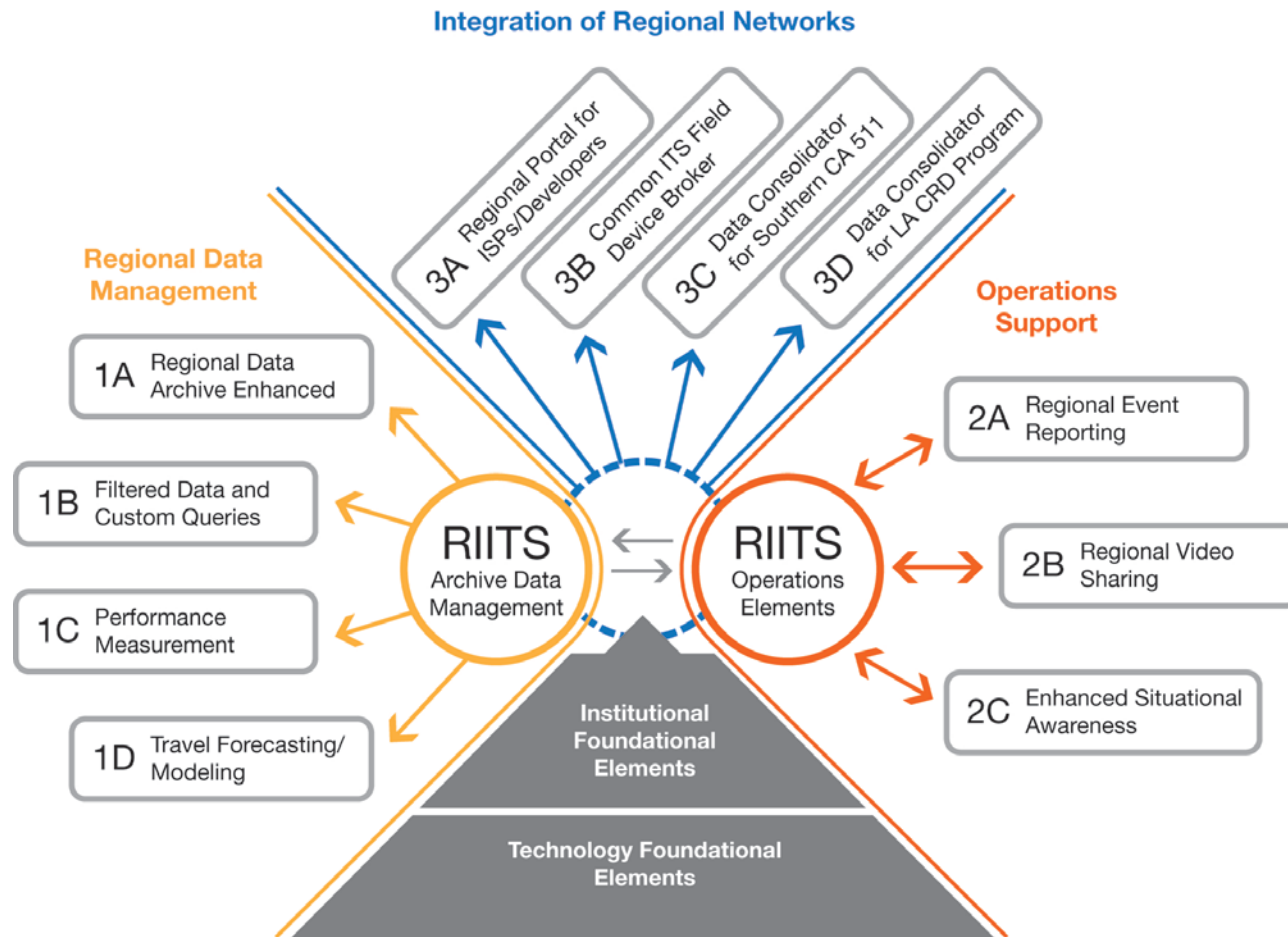 Integration of Regional Networks
3A
Regional Portal for
ISPs/Developers
3B
Common ITS Field
Device Broker
3C
Data Consolidator
for Southern CA 511
3D
Data Consolidator
for LA CRD Program
Regional Data
Management
1A
Regional Data
Archive Enhanced
1B
Filtered Data and
Custom Queries
1C
Performance
Measurement
1D
Travel Forecasting/
Modeling
RIITS
Archive Data
Management
RIITS
Operations
Elements
Operations
Support
2A
Regional Event
Reporting
2B
Regional Video
Sharing
2C
Enhanced Situational
Awareness
Institutional
Foundational
Elements
Technology Foundational
Elements